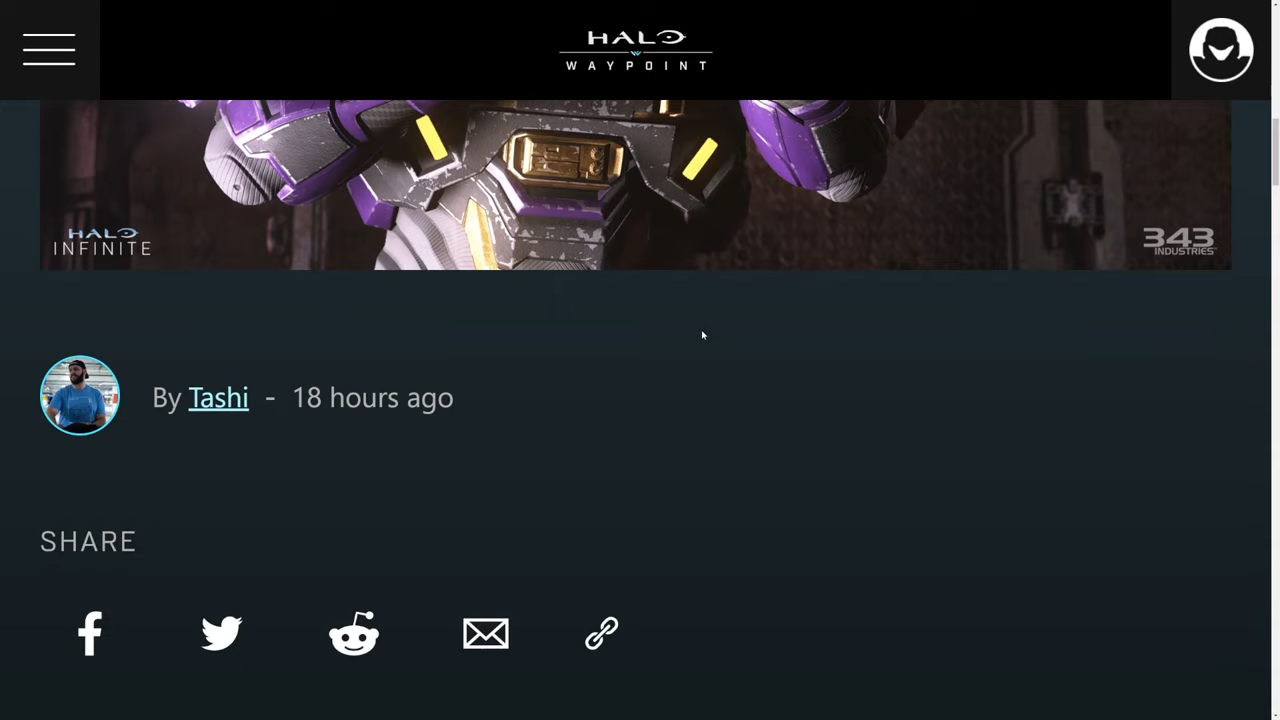 HALO
WAYPOINT
HALO
INFINITE
343
INDUSTRIES
By Tashi - 18 hours ago
SHARE